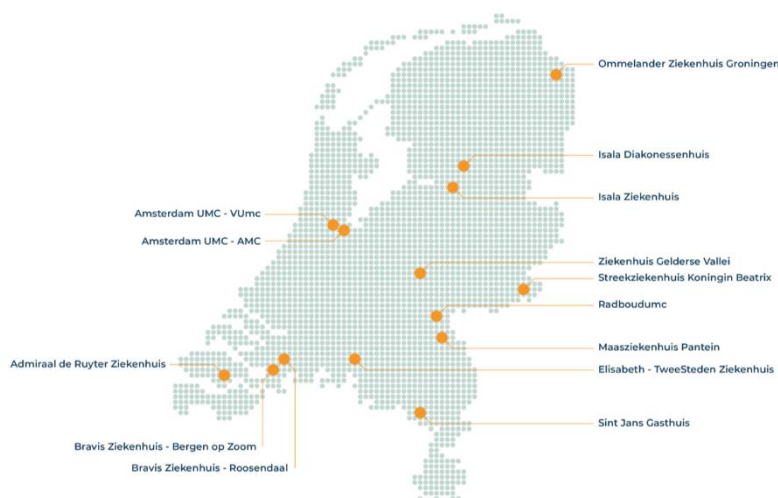 Ommelander Ziekenhuis Groningen
Isala Diakonessenhuis
Isala Ziekenhuis
Amsterdam UMC - VUmc
Amsterdam UMC - AMC
Ziekenhuis Gelderse Vallei
Streekziekenhuis Koningin Beatrix
Radboudumc
Maasziekenhuis Pantein
Admiraal de Ruyter Ziekenhuis
Elisabeth - TweeSteden Ziekenhuis
Sint Jans Gasthuis
Bravis Ziekenhuis - Bergen op Zoom
Bravis Ziekenhuis - Roosendaal